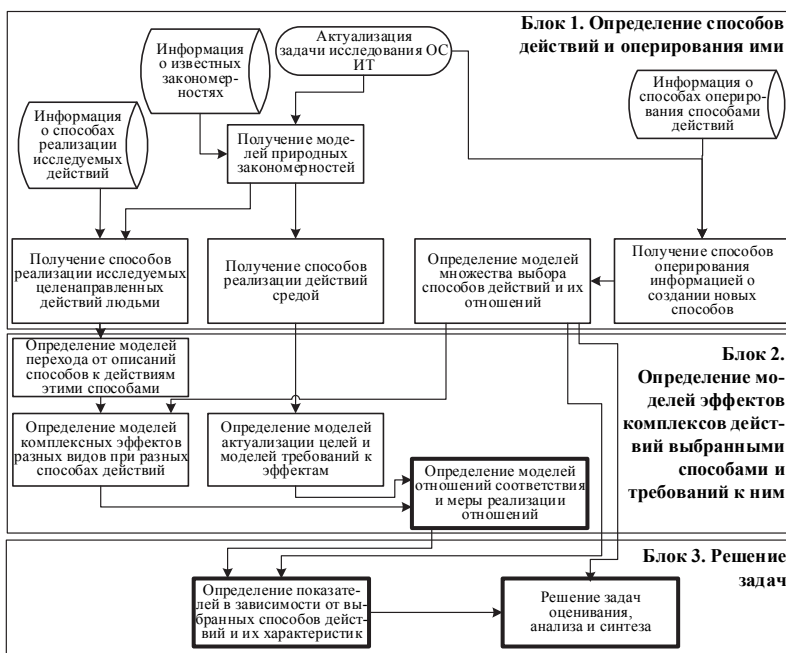 Блок 1. Определение способов
действий и оперирования ими
Актуализация
задачи исследования ОС
ИТ
Информация
о известных
закономер-
ностях
Информация о
способах опериро-
вания способами
действий
Информация
о способах
реализации
исследуемых
действий
Получение моде-
лей природных
закономерностей
Получение способов
реализации исследуемых
целенаправленных
действий людьми
Получение способов
реализации действий
средой
Определение моделей
множества выбора
способов действий и их
отношений
Получение способов
оперирования
информацией о
создании новых
способов
Блок 2.
Определение мо-
делей эффектов
комплексов дейст-
вий выбранными
способами и
требований к ним
Определение моделей
перехода от описаний
способов к действиям
этими способами
Определение моделей
комплексных эффектов
разных видов при разных
способах действий
Определение моделей
актуализации целей и
моделей требований к
эффектам
Определение моделей
отношений соответствия
и меры реализации
отношений
Блок 3. Решение
задач
Определение показате-
лей в зависимости от вы-
бранных способов дейст-
вий и их характеристик
Решение задач
оценивания,
анализа и синтеза